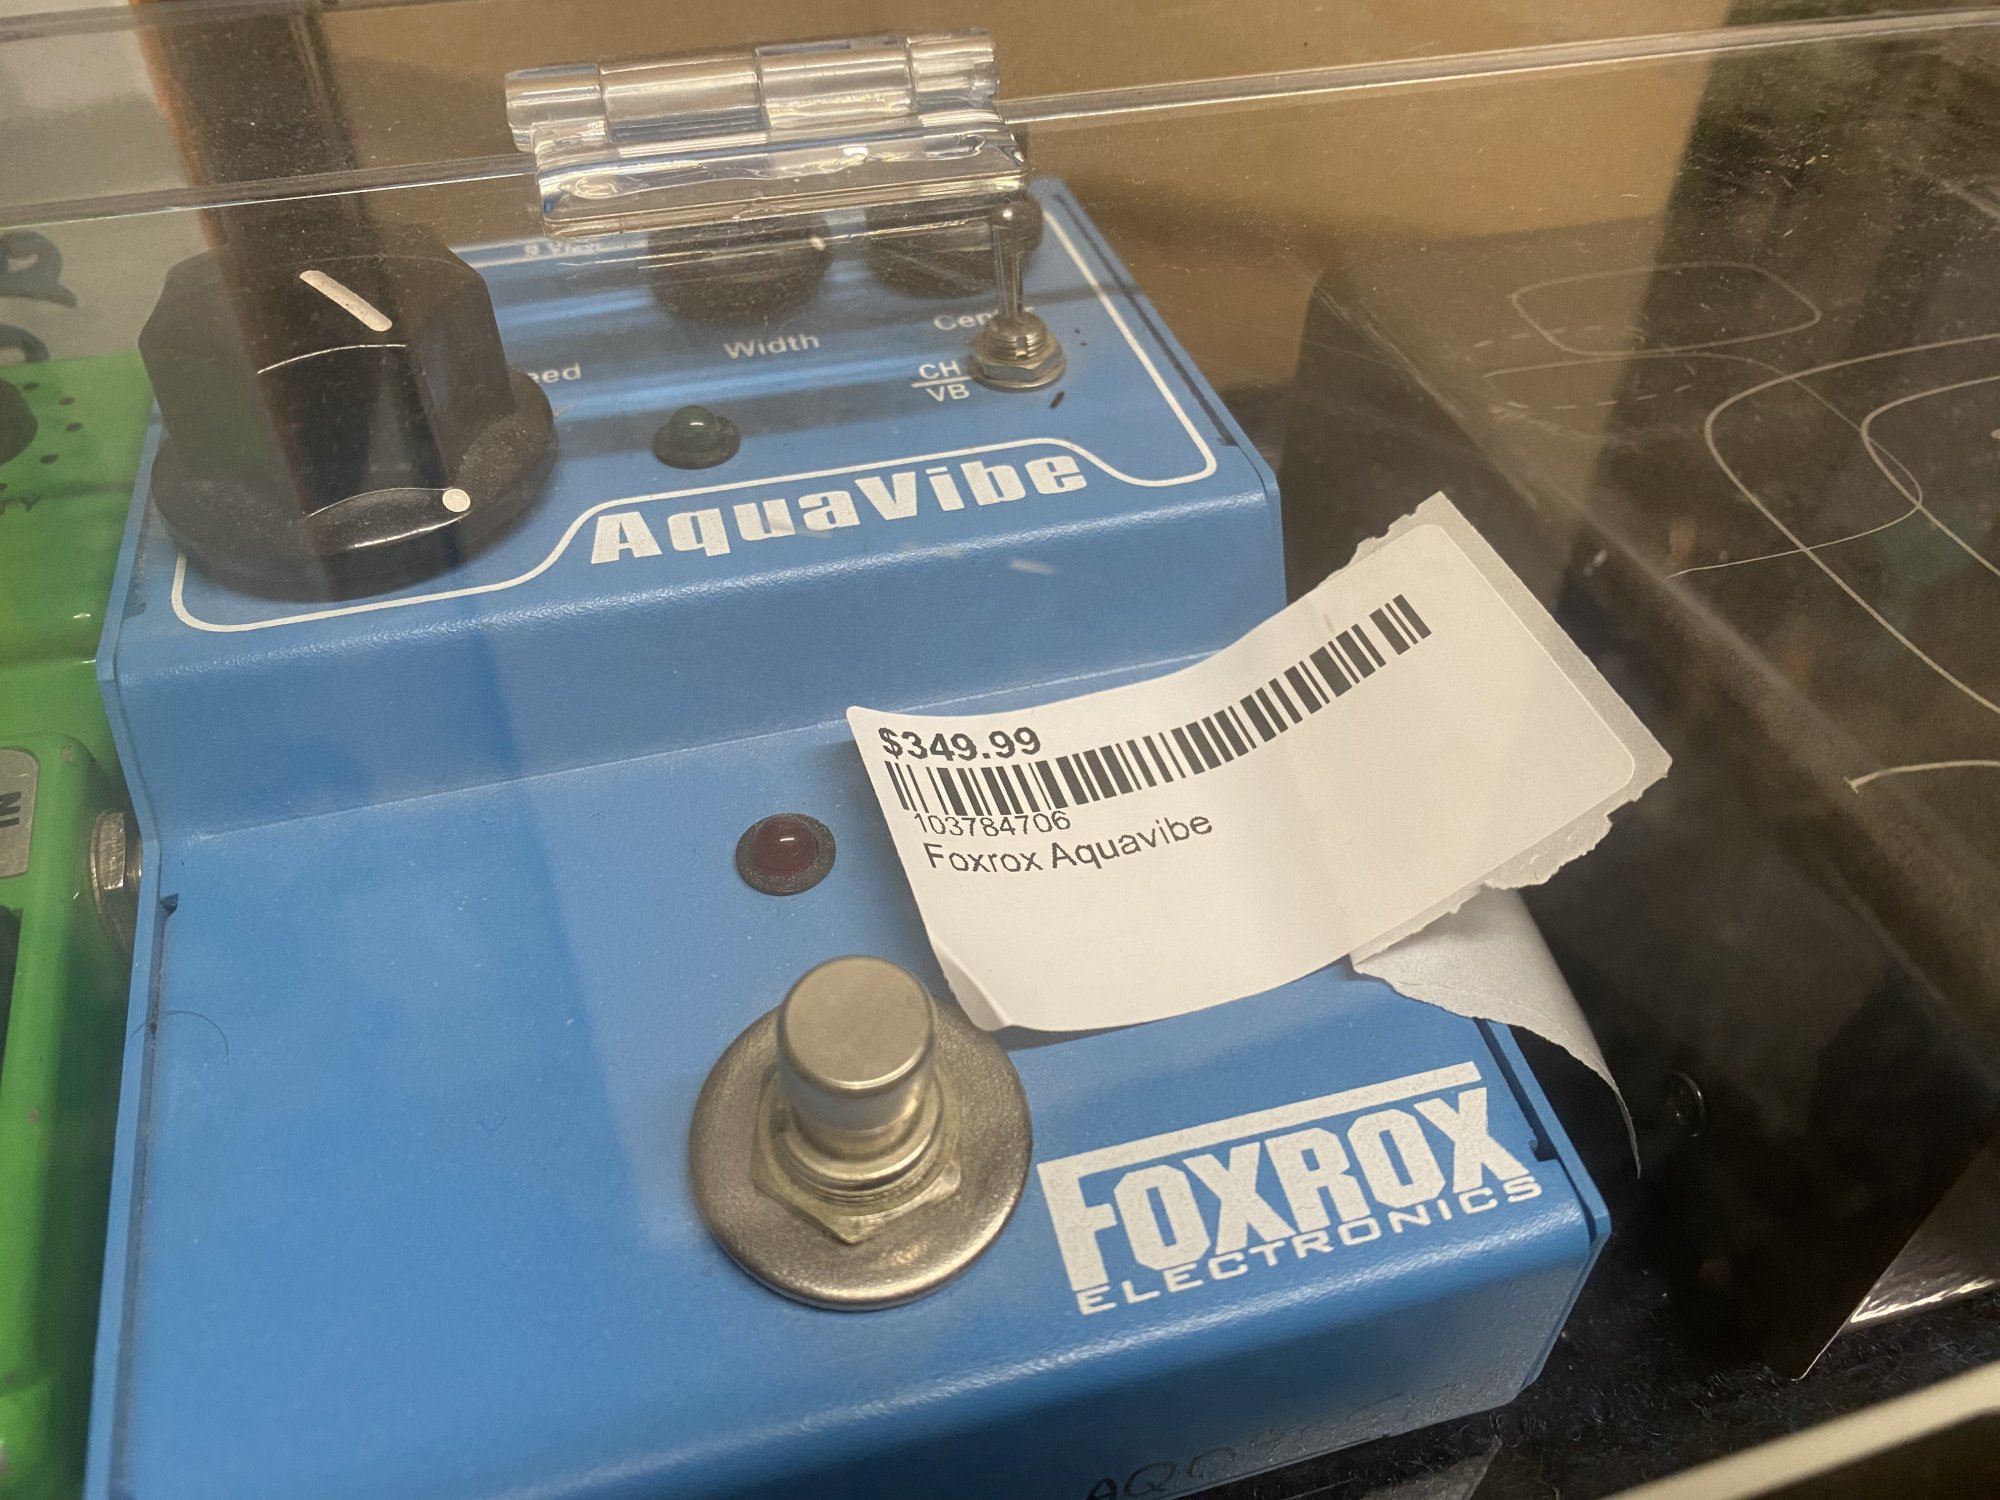 Width
CH
VB
AquaVibe
$349.99
103784706
Foxrox Aquavibe
FOXROX
ELECTRONICS